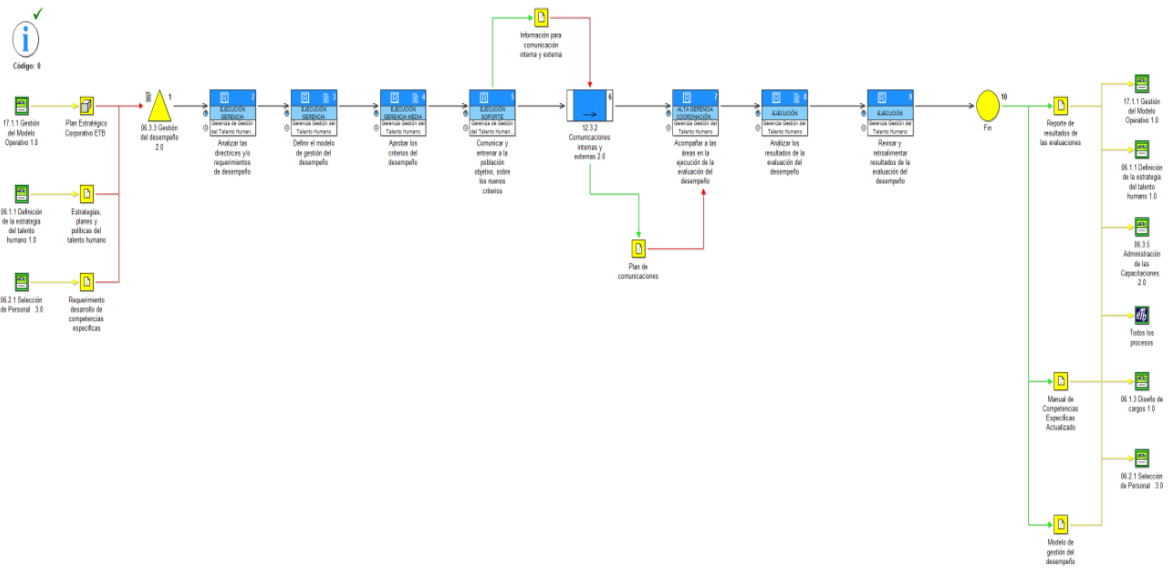 Código: 0
17.1.1 Gestión
del Modelo
Operativo 1.0
Plan Estratégico
Corporativo ETB
06.1.1 Definición
de la estrategia
del talento
humano 1.0
Estrategias,
planes y
políticas del
talento humano
06.2.1 Selección
de Personal 3.0
Requerimiento
desarrollo de
competencias
especificas
1
06.3.3 Gestión
del desempeño
2.0
2
EJECUCIÓN
GERENCIA
Gerencia de Gestión
del Talento Humano
Analizar las
directrices y/o
requerimientos
de desempeño
3
EJECUCIÓN
GERENCIA
Gerencia Gestión del
Talento Humano
Definir el modelo
de gestión del
desempeño
4
EJECUCIÓN
GERENCIA MEDIA
Gerencia Gestión del
Talento Humano
Aprobar los
criterios del
desempeño
5
EJECUCIÓN
SOPORTE
Gerencia de Gestión
del Talento Human...
Comunicar y
entrenar a la
población
objetivo, sobre
los nuevos
criterios
Información para
comunicación
interna y externa
6
12.3.2
Comunicaciones
internas y
externas 2.0
Plan de
comunicaciones
7
ALTA GERENCIA
COORDINACIÓN...
Gerencia Gestión del
Talento Humano
Acompañar a las
áreas en la
ejecución de la
evaluación del
desempeño
8
EJECUCIÓN
Gerencia Gestión del
Talento Humano
Análizar los
resultados de la
evaluación del
desempeño
9
EJECUCIÓN
Gerencia Gestión del
Talento Humano
Revisar y
retroalimentar
resultados de la
evaluación del
desempeño
10
Fin
Reporte de
resultados de
las evaluaciones
Manual de
Competencias
Especificas
Actualizado
Modelo de
gestión del
desempeño
17.1.1 Gestión
del Modelo
Operativo 1.0
06.1.1 Definición
de la estrategia
del talento
humano 1.0
06.3.5
Administración
de las
Capacitaciones.
2.0
eTb
Todos los
procesos
06.1.3 Diseño de
cargos 1.0
06.2.1 Selección
de Personal 3.0